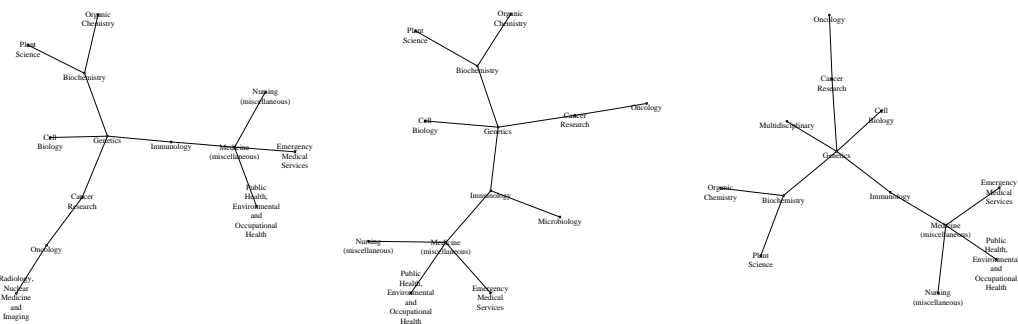 Organic
Chemistry
Plant
Science
Biochemistry
Nursing
(miscellaneous)
Cell
Biology
Genetics
Immunology
Medicine
(miscellaneous)
Emergency
Medical
Services
Cancer
Research
Public
Health,
Environmental
and
Occupational
Health
Oncology
Radiology,
Nuclear
Medicine
and
Imaging
Organic
Chemistry
Plant
Science
Biochemistry
Oncology
Cancer
Research
Cell
Biology
Genetics
Immunology
Microbiology
Nursing
(miscellaneous)
Medicine
(miscellaneous)
Public
Health,
Environmental
and
Occupational
Health
Emergency
Medical
Services
Oncology
Cancer
Research
Cell
Biology
Multidisciplinary
Genetics
Organic
Chemistry
Biochemistry
Immunology
Emergency
Medical
Services
Medicine
(miscellaneous)
Plant
Science
Public
Health,
Environmental
and
Occupational
Health
Nursing
(miscellaneous)